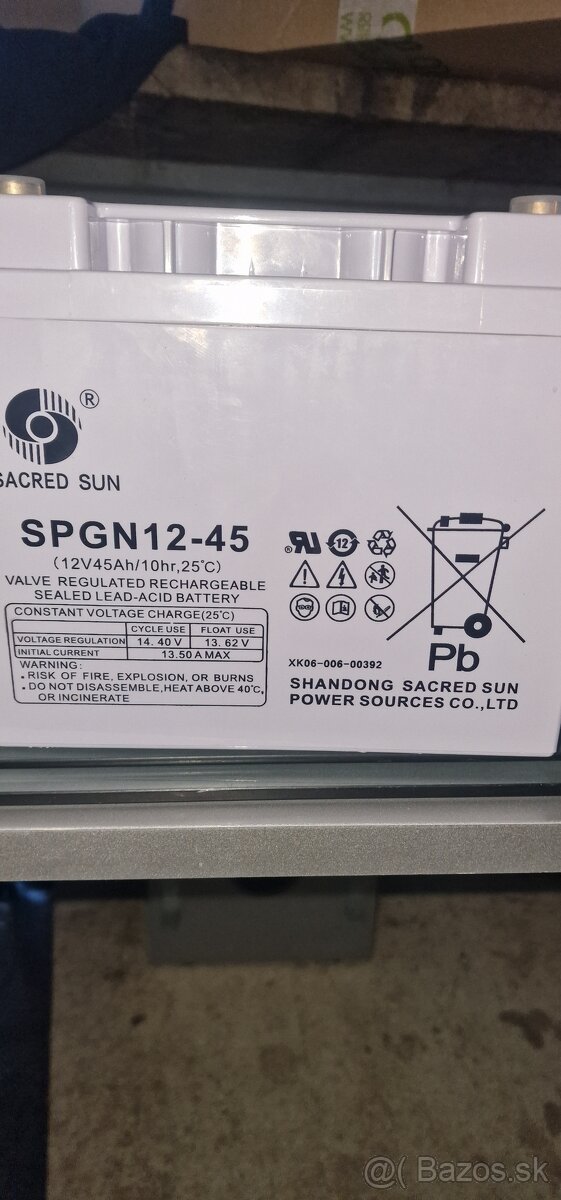 ®
SACRED SUN
SPGN12-45
(12V45Ah/10hr,25℃)
VALVE REGULATED RECHARGEABLE
SEALED LEAD-ACID BATTERY
CONSTANT VOLTAGE CHARGE(25℃)
CYCLE USE FLOAT USE
VOLTAGE REGULATION 14. 40 V 13. 62 V
INITIAL CURRENT 13.50 A MAX
WARNING:
• RISK OF FIRE, EXPLOSION, OR BURNS
• DO NOT DISASSEMBLE,HEAT ABOVE 40℃,
OR INCINERATE
® 12
Pb
XK06-006-00392
SHANDONG SACRED SUN
POWER SOURCES CO.,LTD
@( Bazos.sk